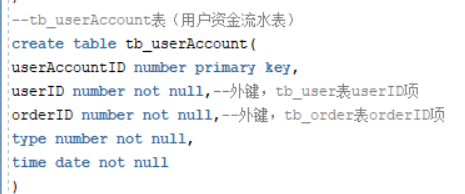 --tb_userAccount表（用户资金流水表）
create table tb_userAccount(
userAccountID number primary key,
userID number not null,--外键，tb_user表userID项
orderID number not null,--外键，tb_order表orderID项
type number not null,
time date not null
)